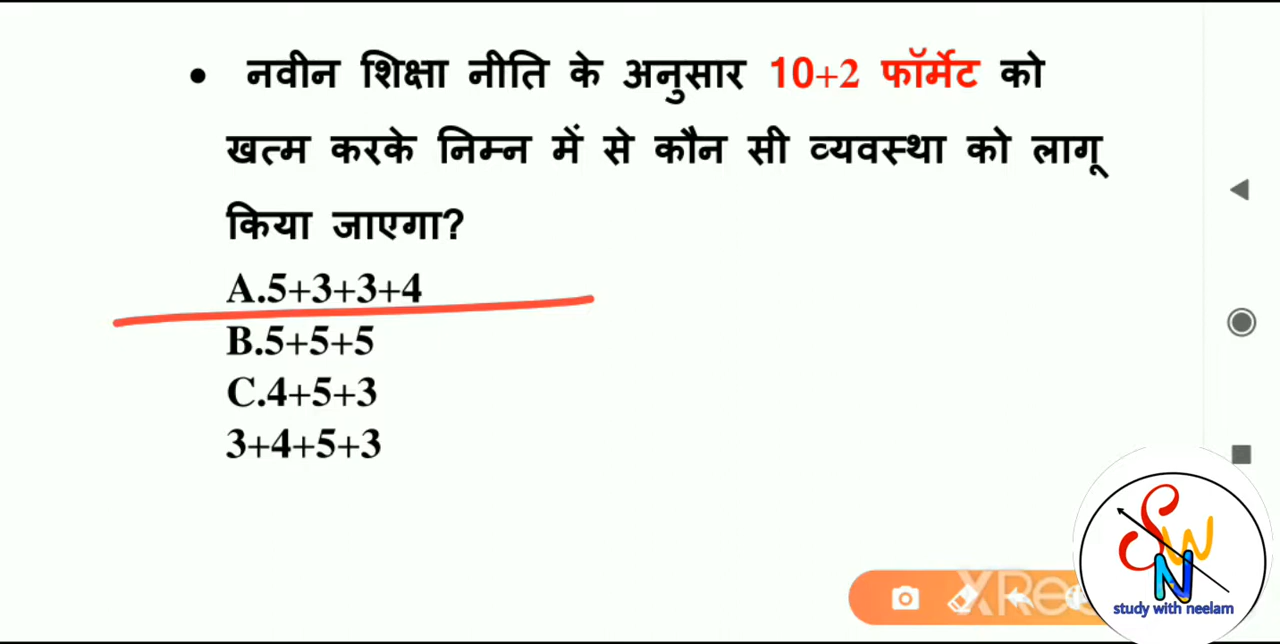 • नवीन शिक्षा नीति के अनुसार 10+2 फॉर्मेट को
खत्म करके निम्न में से कौन सी व्यवस्था को लागू
किया जाएगा?
A.5+3+3+4
B.5+5+5
C.4+5+3
3+4+5+3
SWN
study with neelam